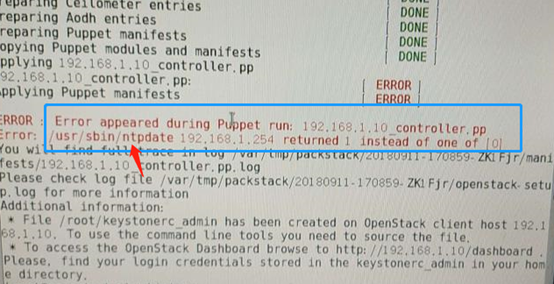 reparing Ceilometer entries [ DONE ]
reparing Aodh entries [ DONE ]
reparing Puppet manifests [ DONE ]
opying Puppet modules and manifests [ DONE ]
pplying 192.168.1.10_controller.pp
92.168.1.10_controller.pp: [ ERROR ]
pplying Puppet manifests [ ERROR ]
ERROR : Error appeared during Puppet run: 192.168.1.10_controller.pp
Error: /usr/sbin/ntpdate 192.168.1.254 returned 1 instead of one of [0]
You will find full trace in log /var/tmp/packstack/20180911-170859-ZK1Fjr/mani
fests/192.168.1.10_controller.pp.log
Please check log file /var/tmp/packstack/20180911-170859-ZK1Fjr/openstack-setu
p.log for more information
Additional information:
* File /root/keystonerc_admin has been created on OpenStack client host 192.1
68.1.10. To use the command line tools you need to source the file.
* To access the OpenStack Dashboard browse to http://192.168.1.10/dashboard .
Please, find your login credentials stored in the keystonerc_admin in your hom
e directory.